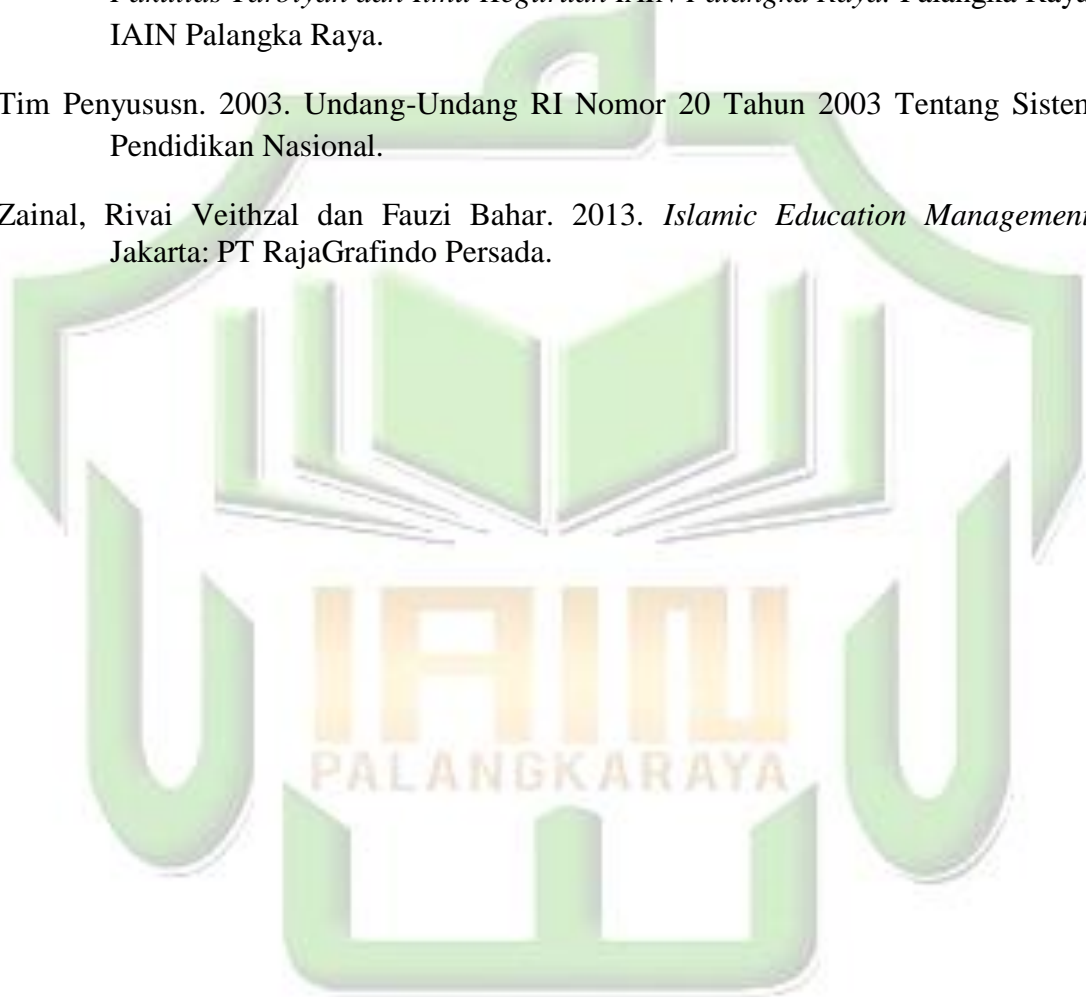 IAIN Palangka Raya.
Tim Penyususn. 2003. Undang-Undang RI Nomor 20 Tahun 2003 Tentang Sistem
Pendidikan Nasional.
Zainal, Rivai Veithzal dan Fauzi Bahar. 2013. Islamic Education Management
Jakarta: PT RajaGrafindo Persada.
IAIN
PALANGKARAYA